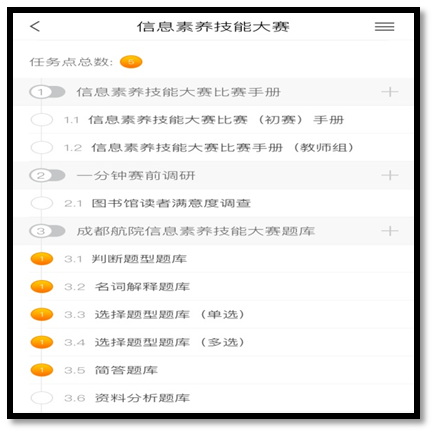 信息素养技能大赛
任务点总数: 5
1 信息素养技能大赛比赛手册
1.1 信息素养技能大赛比赛（初赛）手册
1.2 信息素养技能大赛比赛手册（教师组）
2 一分钟赛前调研
2.1 图书馆读者满意度调查
3 成都航院信息素养技能大赛题库
1 3.1 判断题型题库
1 3.2 名词解释题库
1 3.3 选择题型题库（单选）
1 3.4 选择题型题库（多选）
1 3.5 简答题库
3.6 资料分析题库